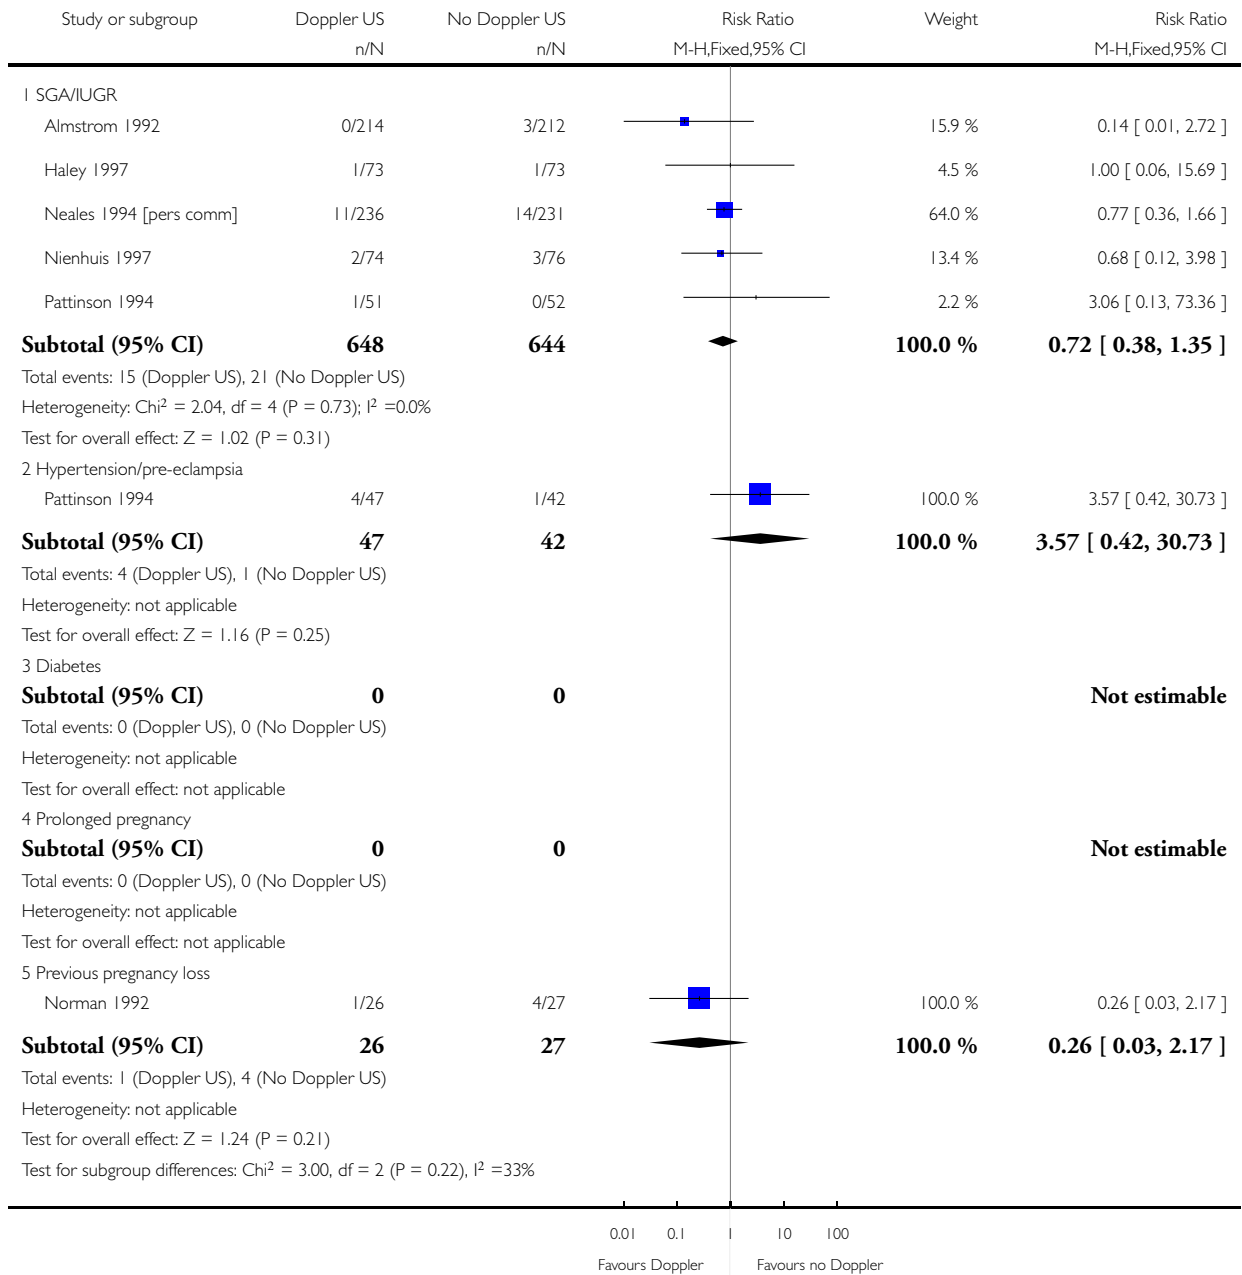 Study or subgroup Doppler US No Doppler US Risk Ratio Weight Risk Ratio
n/N n/N M-H,Fixed,95% CI M-H,Fixed,95% CI
1 SGA/IUGR
Almstrom 1992 0/214 3/212 15.9 % 0.14 [ 0.01, 2.72 ]
Haley 1997 1/73 1/73 4.5 % 1.00 [ 0.06, 15.69 ]
Neales 1994 [pers comm] 11/236 14/231 64.0 % 0.77 [ 0.36, 1.66 ]
Nienhuis 1997 2/74 3/76 13.4 % 0.68 [ 0.12, 3.98 ]
Pattinson 1994 1/51 0/52 2.2 % 3.06 [ 0.13, 73.36 ]
Subtotal (95% CI) 648 644 100.0 % 0.72 [ 0.38, 1.35 ]
Total events: 15 (Doppler US), 21 (No Doppler US)
Heterogeneity: Chi² = 2.04, df = 4 (P = 0.73); I² =0.0%
Test for overall effect: Z = 1.02 (P = 0.31)
2 Hypertension/pre-eclampsia
Pattinson 1994 4/47 1/42 100.0 % 3.57 [ 0.42, 30.73 ]
Subtotal (95% CI) 47 42 100.0 % 3.57 [ 0.42, 30.73 ]
Total events: 4 (Doppler US), 1 (No Doppler US)
Heterogeneity: not applicable
Test for overall effect: Z = 1.16 (P = 0.25)
3 Diabetes
Subtotal (95% CI) 0 0 Not estimable
Total events: 0 (Doppler US), 0 (No Doppler US)
Heterogeneity: not applicable
Test for overall effect: not applicable
4 Prolonged pregnancy
Subtotal (95% CI) 0 0 Not estimable
Total events: 0 (Doppler US), 0 (No Doppler US)
Heterogeneity: not applicable
Test for overall effect: not applicable
5 Previous pregnancy loss
Norman 1992 1/26 4/27 100.0 % 0.26 [ 0.03, 2.17 ]
Subtotal (95% CI) 26 27 100.0 % 0.26 [ 0.03, 2.17 ]
Total events: 1 (Doppler US), 4 (No Doppler US)
Heterogeneity: not applicable
Test for overall effect: Z = 1.24 (P = 0.21)
Test for subgroup differences: Chi² = 3.00, df = 2 (P = 0.22), I² =33%
0.01 0.1 1 10 100
Favours Doppler Favours no Doppler